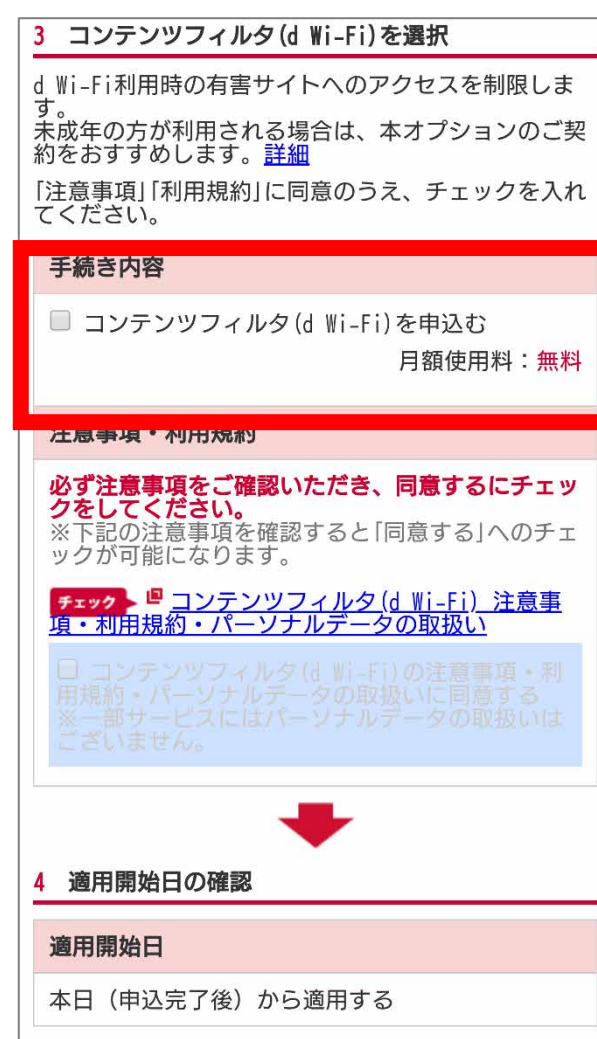 3 コンテンツフィルタ(d Wi-Fi)を選択
d Wi-Fi利用時の有害サイトへのアクセスを制限しま
す。
未成年の方が利用される場合は、本オプションのご契
約をおすすめします。詳細
「注意事項」「利用規約」に同意のうえ、チェックを入れ
てください。
手続き内容
コンテンツフィルタ(d Wi-Fi)を申込む
月額使用料：無料
注意事項・利用規約
必ず注意事項をご確認いただき、同意するにチェッ
クをしてください。
※下記の注意事項を確認すると「同意する」へのチェ
ックが可能になります。
チェック コンテンツフィルタ(d Wi-Fi) 注意事
項・利用規約・パーソナルデータの取扱い
コンテンツフィルタ(d Wi-Fi)の注意事項・利
用規約・パーソナルデータの取扱いに同意する
※一部サービスにはパーソナルデータの取扱いは
ございません。
4 適用開始日の確認
適用開始日
本日（申込完了後）から適用する